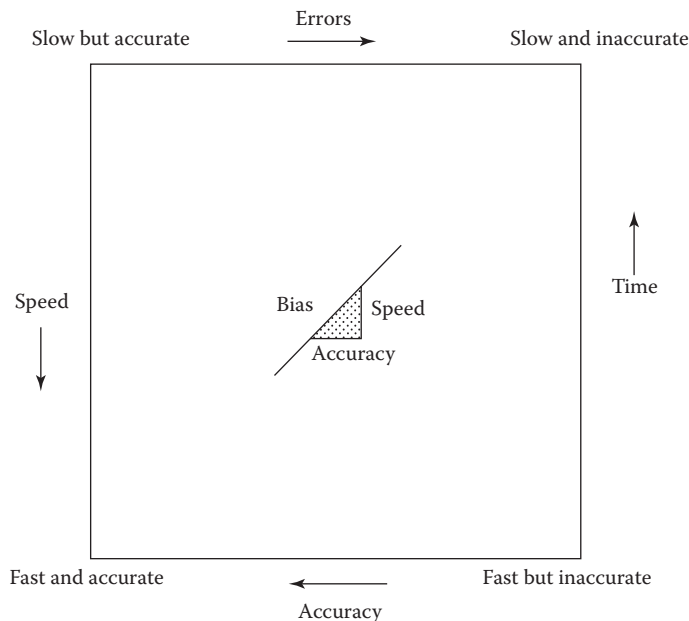 Errors
Slow but accurate
Slow and inaccurate
Speed
Bias
Speed
Time
Accuracy
Fast and accurate
Fast but inaccurate
Accuracy